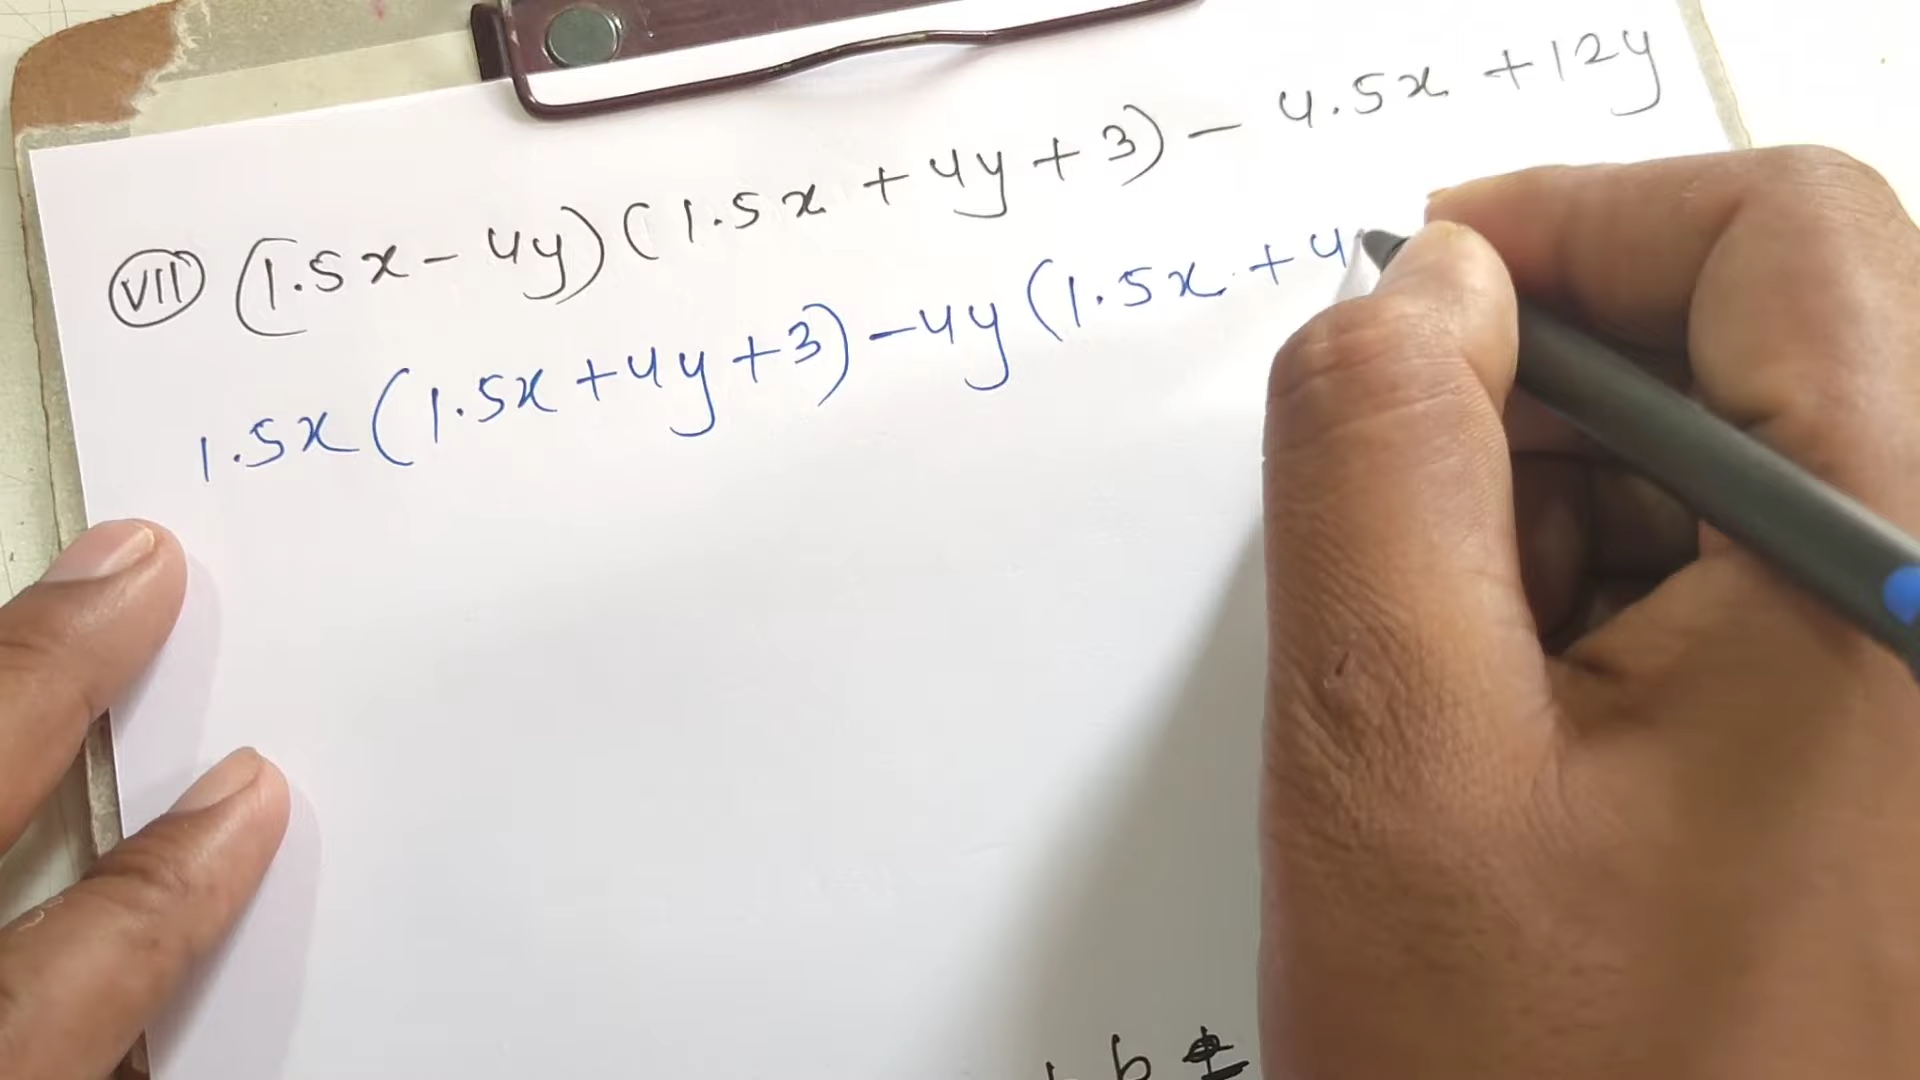 (VII) (1.5x - 4y) (1.5x + 4y + 3) - 4.5x + 12y
1.5x (1.5x + 4y + 3) - 4y (1.5x + 4
b